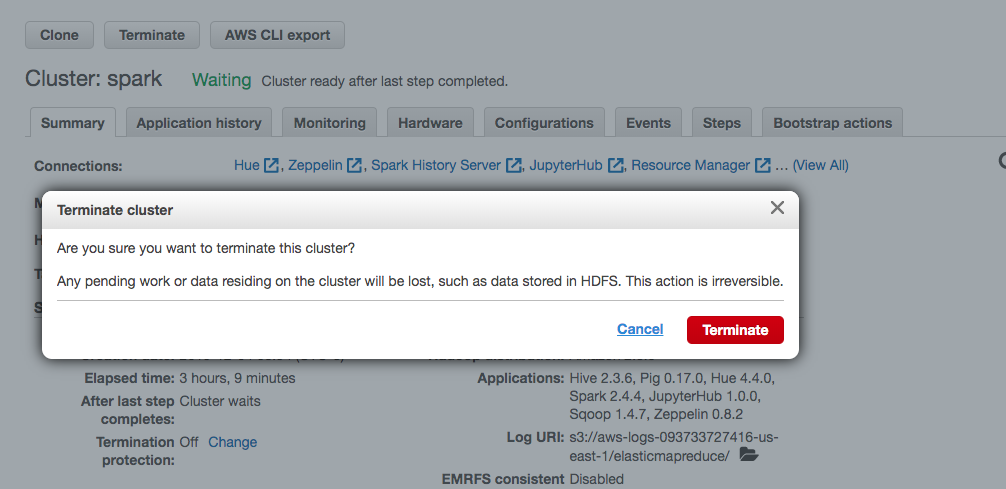 Clone Terminate AWS CLI export
Cluster: spark Waiting Cluster ready after last step completed.
Summary Application history Monitoring Hardware Configurations Events Steps Bootstrap actions
Connections: Hue, Zeppelin, Spark History Server, JupyterHub, Resource Manager ... (View All)
Terminate cluster
Are you sure you want to terminate this cluster?
Any pending work or data residing on the cluster will be lost, such as data stored in HDFS. This action is irreversible.
Cancel Terminate
Elapsed time: 3 hours, 9 minutes
After last step completes: Cluster waits
Termination protection: Off Change
Applications: Hive 2.3.6, Pig 0.17.0, Hue 4.4.0,
Spark 2.4.4, JupyterHub 1.0.0,
Sqoop 1.4.7, Zeppelin 0.8.2
Log URI: s3://aws-logs-093733727416-us-
east-1/elasticmapreduce/
EMRFS consistent Disabled